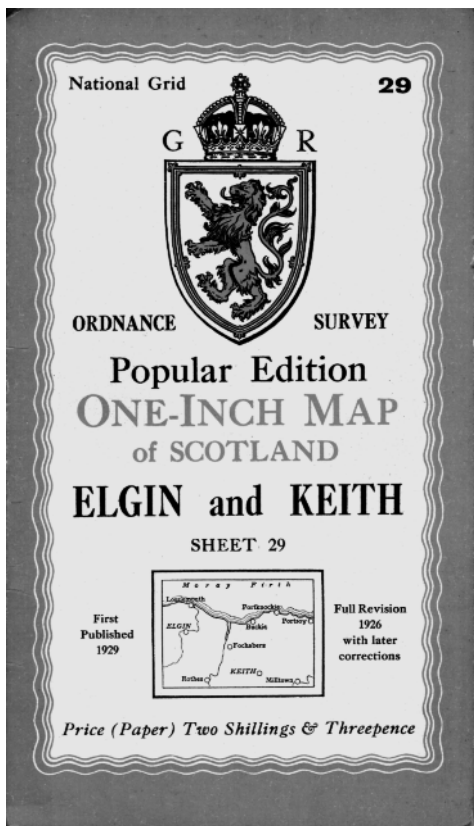 National Grid 29
G R
ORDNANCE SURVEY
Popular Edition
ONE-INCH MAP
of SCOTLAND
ELGIN and KEITH
SHEET 29
Moray Firth
Lossiemouth
Portknockie
Portsoy
ELGIN
Buckie
Fochabers
KEITH
Rothes
Milltown
First
Published
1929
Full Revision
1926
with later
corrections
Price (Paper) Two Shillings & Threepence